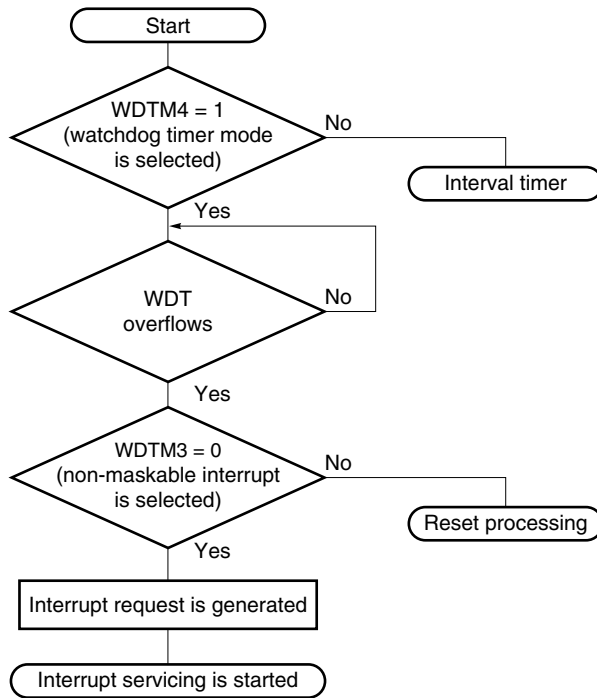 Start
WDTM4 = 1
(watchdog timer mode
is selected)
No
Interval timer
Yes
WDT
overflows
No
Yes
WDTM3 = 0
(non-maskable interrupt
is selected)
No
Reset processing
Yes
Interrupt request is generated
Interrupt servicing is started